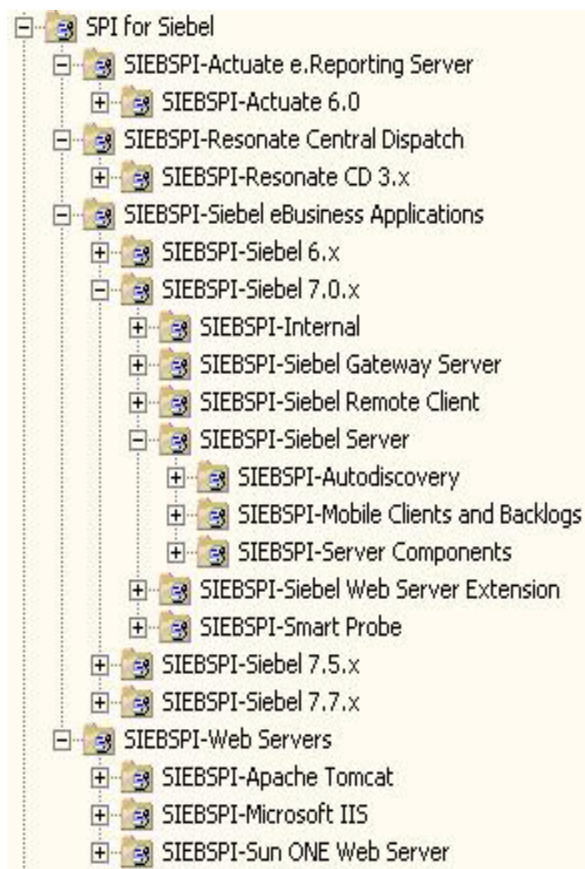 SPI for Siebel
SIEBSPI-Actuate e.Reporting Server
SIEBSPI-Actuate 6.0
SIEBSPI-Resonate Central Dispatch
SIEBSPI-Resonate CD 3.x
SIEBSPI-Siebel eBusiness Applications
SIEBSPI-Siebel 6.x
SIEBSPI-Siebel 7.0.x
SIEBSPI-Internal
SIEBSPI-Siebel Gateway Server
SIEBSPI-Siebel Remote Client
SIEBSPI-Siebel Server
SIEBSPI-Autodiscovery
SIEBSPI-Mobile Clients and Backlogs
SIEBSPI-Server Components
SIEBSPI-Siebel Web Server Extension
SIEBSPI-Smart Probe
SIEBSPI-Siebel 7.5.x
SIEBSPI-Siebel 7.7.x
SIEBSPI-Web Servers
SIEBSPI-Apache Tomcat
SIEBSPI-Microsoft IIS
SIEBSPI-Sun ONE Web Server